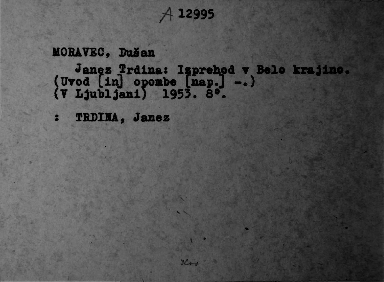 A 12995
MORAVEC, Dušan
Janez Trdina: Izprehod v Belo krajino.
(Uvod [in] opombe [nap.] -.)
(V Ljubljani) 1953. 8°.
: TRDINA, Janez